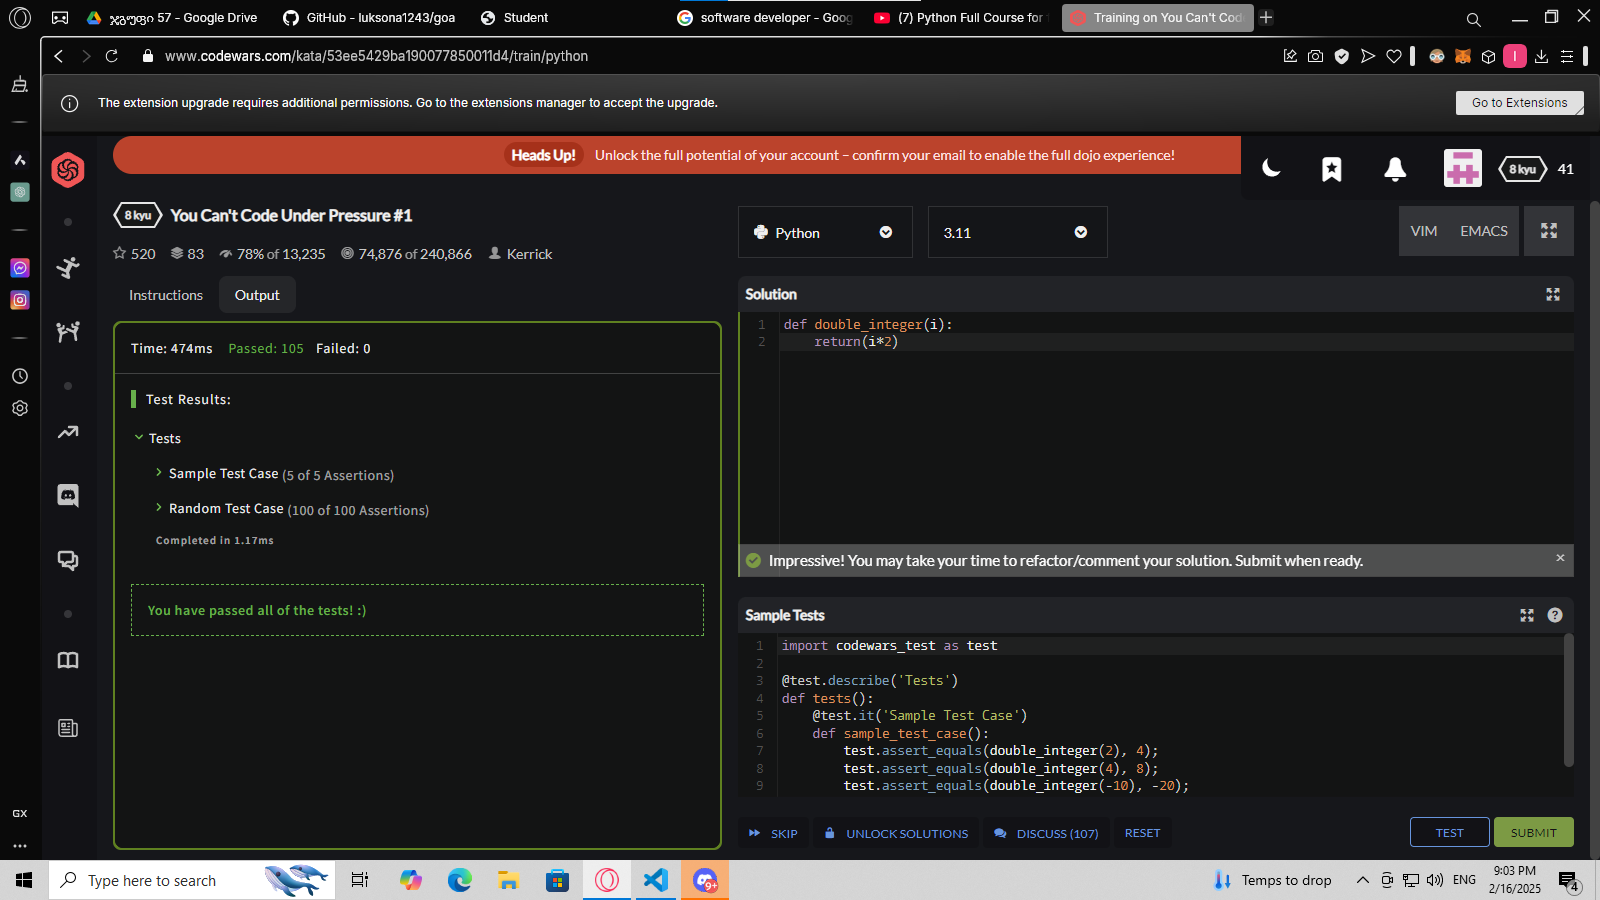 ჯგუფი 57 - Google Drive
GitHub - luksona1243/goa
Student
software developer - Goog
(7) Python Full Course for
Training on You Can't Cod
www.codewars.com/kata/53ee5429ba190077850011d4/train/python
The extension upgrade requires additional permissions. Go to the extensions manager to accept the upgrade.
Go to Extensions
Heads Up! Unlock the full potential of your account – confirm your email to enable the full dojo experience!
8 kyu 41
8 kyu You Can't Code Under Pressure #1
520 83 78% of 13,235 74,876 of 240,866 Kerrick
Instructions Output
Time: 474ms Passed: 105 Failed: 0
Test Results:
Tests
Sample Test Case (5 of 5 Assertions)
Random Test Case (100 of 100 Assertions)
Completed in 1.17ms
You have passed all of the tests! :)
Python
3.11
VIM EMACS
Solution
1 def double_integer(i):
2 return(i*2)
Impressive! You may take your time to refactor/comment your solution. Submit when ready.
Sample Tests
1 import codewars_test as test
2
3 @test.describe('Tests')
4 def tests():
5 @test.it('Sample Test Case')
6 def sample_test_case():
7 test.assert_equals(double_integer(2), 4);
8 test.assert_equals(double_integer(4), 8);
9 test.assert_equals(double_integer(-10), -20);
SKIP UNLOCK SOLUTIONS DISCUSS (107) RESET TEST SUBMIT
GX
Type here to search
9+
Temps to drop
ENG
9:03 PM
2/16/2025
4